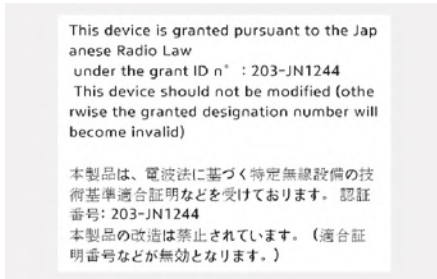 This device is granted pursuant to the Jap
anese Radio Law
under the grant ID n° : 203-JN1244
This device should not be modified (othe
rwise the granted designation number will
become invalid)
本製品は、電波法に基づく特定無線設備の技
術基準適合証明などを受けております。 認証
番号: 203-JN1244
本製品の改造は禁止されています。（適合証
明番号などが無効となります。）